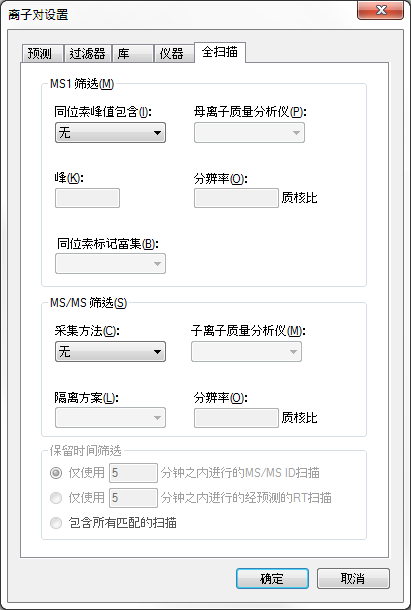 离子对设置
预测 过滤器 库 仪器 全扫描
MS1 筛选(M)
同位素峰值包含(I): 母离子质量分析仪(P):
无
峰(K): 分辨率(O):
质核比
同位素标记富集(B):
MS/MS 筛选(S)
采集方法(C): 子离子质量分析仪(M):
无
隔离方案(L): 分辨率(O):
质核比
保留时间筛选
仅使用 5 分钟之内进行的MS/MS ID扫描
仅使用 5 分钟之内进行的经预测的RT扫描
包含所有匹配的扫描
确定 取消